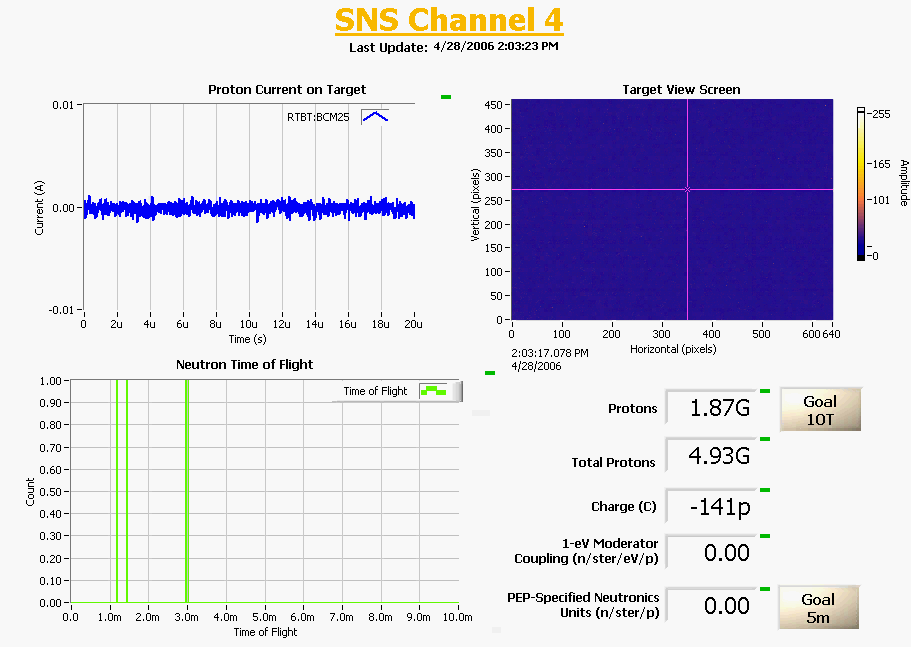 SNS Channel 4
Last Update: 4/28/2006 2:03:23 PM
Proton Current on Target
0.01
0.00
-0.01
Current (A)
RTBT:BCM25
0 2u 4u 6u 8u 10u 12u 14u 16u 18u 20u
Time (s)
Target View Screen
450
400
350
300
250
200
150
100
50
0
Vertical (pixels)
0 100 200 300 400 500 600 640
Horizontal (pixels)
2:03:17.078 PM
4/28/2006
255
165
101
0
Amplitude
Neutron Time of Flight
1.00
0.90
0.80
0.70
0.60
0.50
0.40
0.30
0.20
0.10
0.00
Count
Time of Flight
0.0 1.0m 2.0m 3.0m 4.0m 5.0m 6.0m 7.0m 8.0m 9.0m 10.0m
Time of Flight
Protons 1.87G Goal
10T
Total Protons 4.93G
Charge (C) -141p
1-eV Moderator
Coupling (n/ster/eV/p) 0.00
PEP-Specified Neutronics
Units (n/ster/p) 0.00
Goal
5m